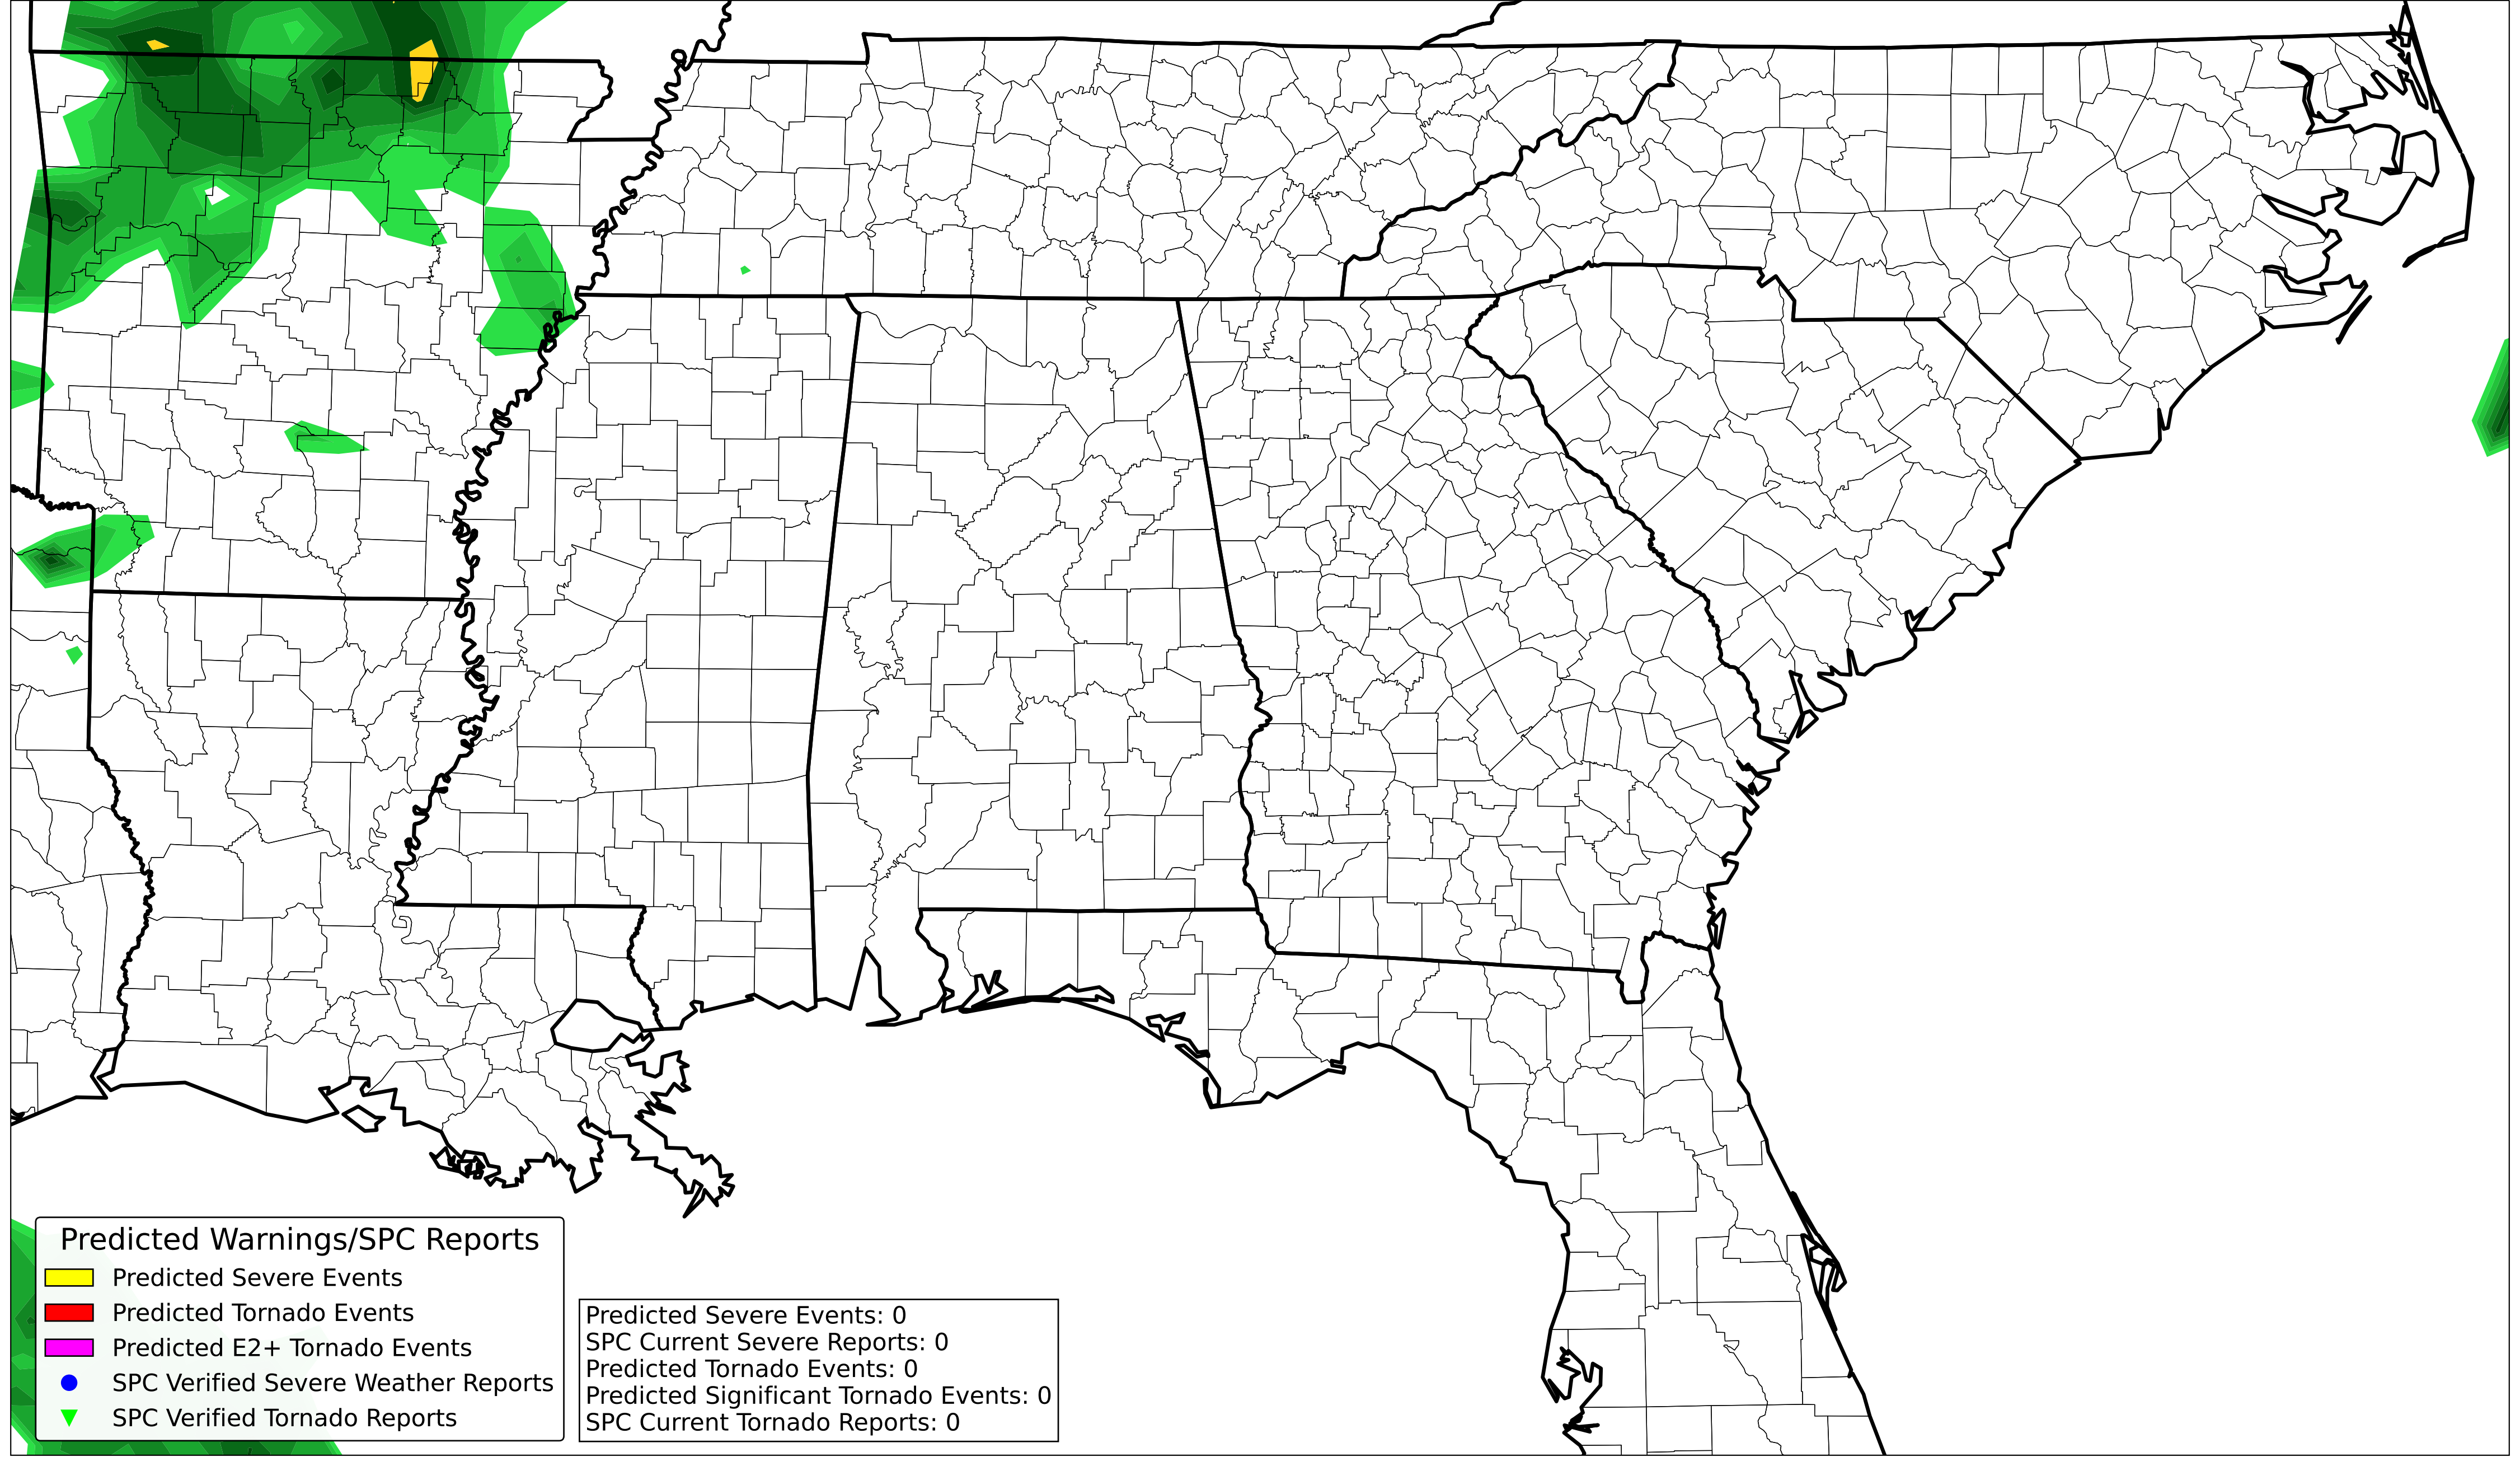 Predicted Warnings/SPC Reports
Predicted Severe Events
Predicted Tornado Events
Predicted E2+ Tornado Events
SPC Verified Severe Weather Reports
SPC Verified Tornado Reports
Predicted Severe Events: 0
SPC Current Severe Reports: 0
Predicted Tornado Events: 0
Predicted Significant Tornado Events: 0
SPC Current Tornado Reports: 0